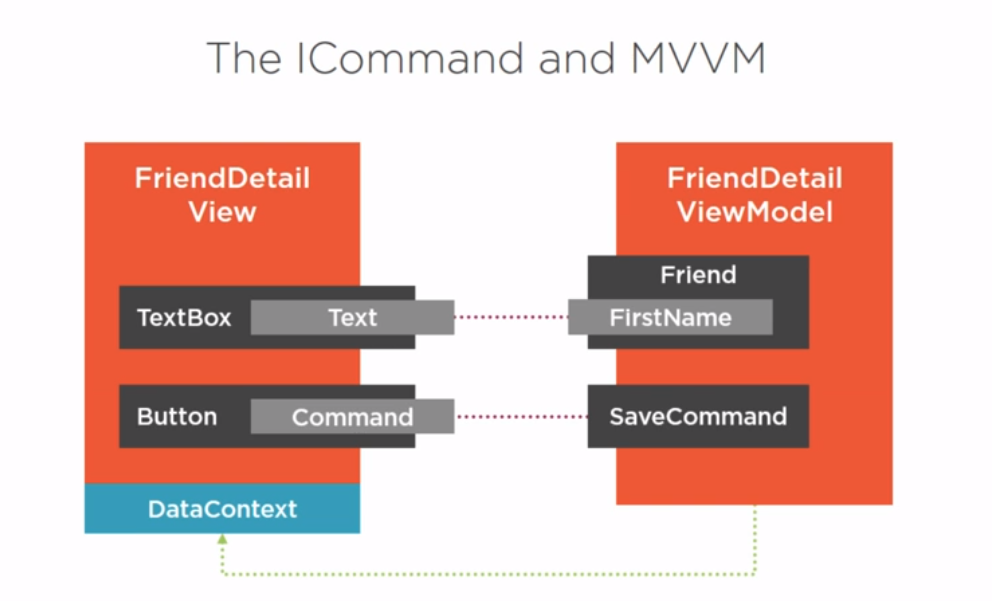 The ICommand and MVVM
FriendDetail
View
TextBox
Text
Button
Command
DataContext
FriendDetail
ViewModel
Friend
FirstName
SaveCommand